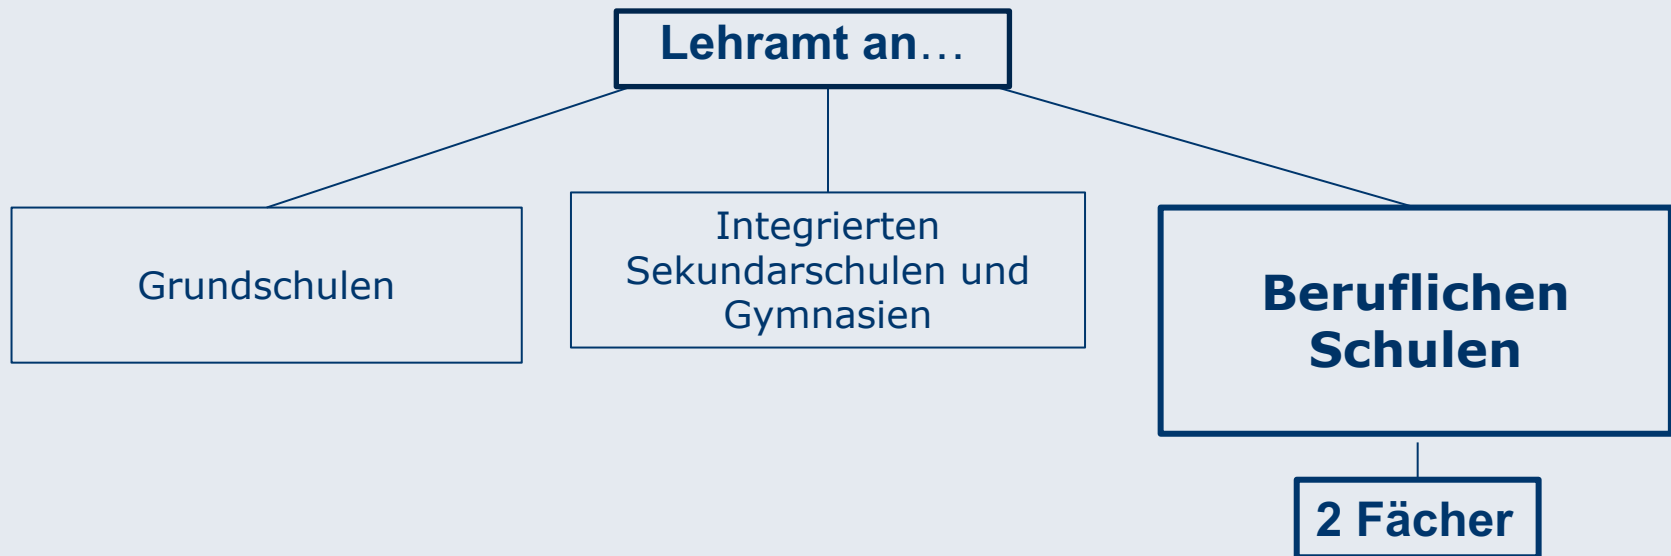 Lehramt an…
Grundschulen
Integrierten
Sekundarschulen und
Gymnasien
Beruflichen
Schulen
2 Fächer